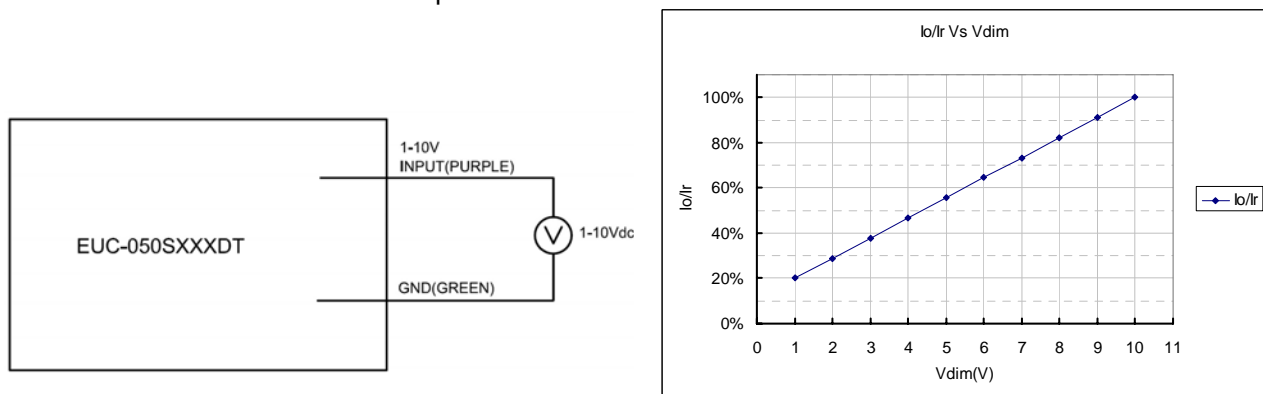 1-10V
INPUT(PURPLE)
EUC-050SXXXDT
V
1-10Vdc
GND(GREEN)
Io/Ir Vs Vdim
100%
80%
60%
40%
20%
0%
Io/Ir
0 1 2 3 4 5 6 7 8 9 10 11
Vdim(V)
Io/Ir